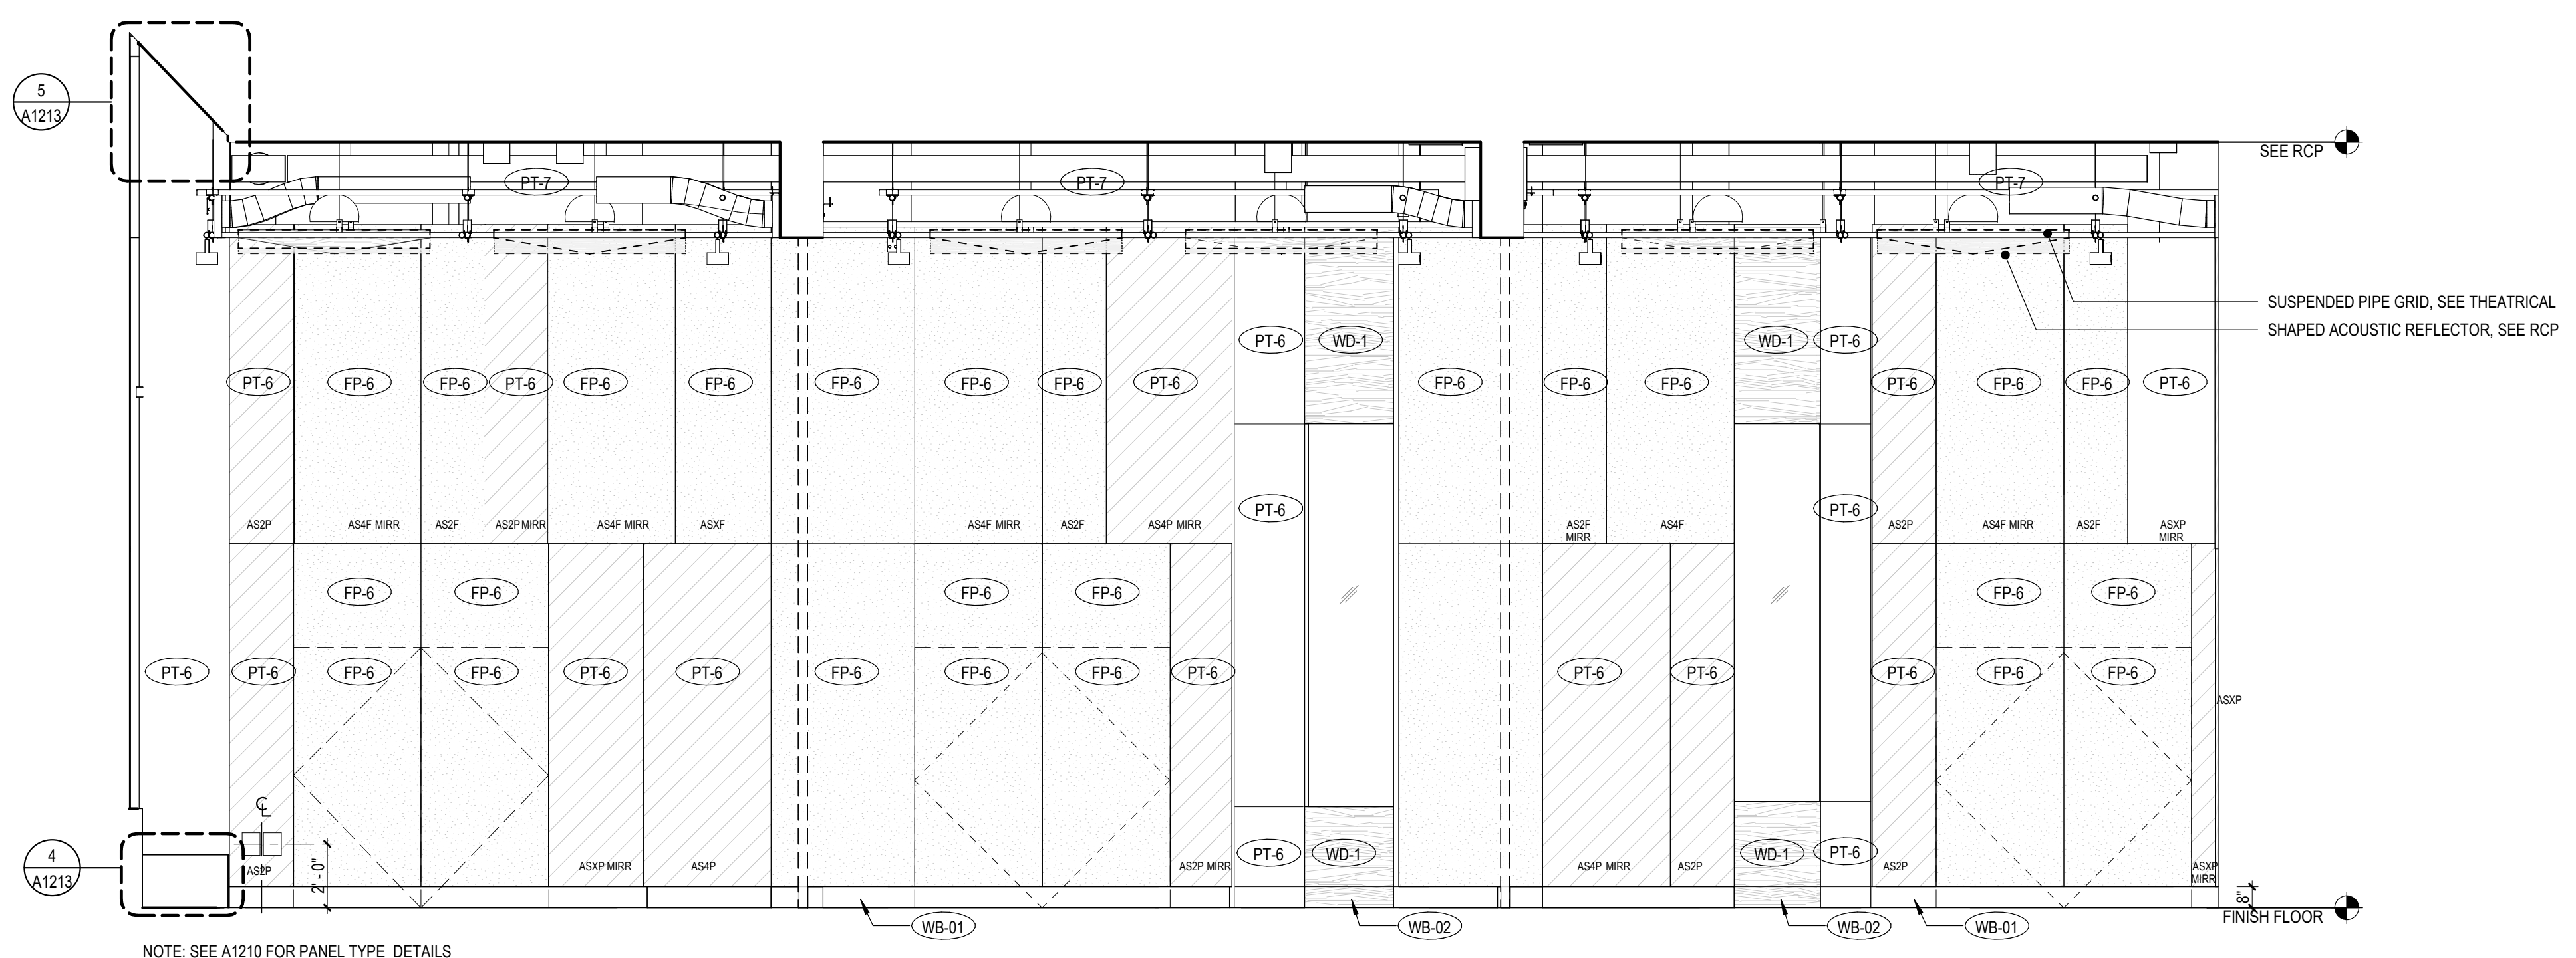 5
A1213
SEE RCP
PT-7
PT-7
PT-7
SUSPENDED PIPE GRID, SEE THEATRICAL
SHAPED ACOUSTIC REFLECTOR, SEE RCP
PT-6
WD-1
WD-1
PT-6
PT-6
FP-6
FP-6
PT-6
FP-6
FP-6
FP-6
FP-6
FP-6
PT-6
FP-6
FP-6
FP-6
PT-6
FP-6
FP-6
PT-6
PT-6
PT-6
AS2P
AS4F MIRR
AS2F
AS2P MIRR
AS4F MIRR
ASXF
AS4F MIRR
AS2F
AS4P MIRR
AS2F
MIRR
AS4F
AS2P
AS4F MIRR
AS2F
ASXP
MIRR
FP-6
FP-6
FP-6
FP-6
FP-6
FP-6
PT-6
PT-6
FP-6
FP-6
PT-6
PT-6
FP-6
FP-6
FP-6
PT-6
PT-6
PT-6
PT-6
FP-6
FP-6
ASXP
CL
4
A1213
AS2P
2' - 0"
ASXP MIRR
AS4P
AS2P MIRR
PT-6
WD-1
AS4P MIRR
AS2P
WD-1
PT-6
AS2P
ASXP
MIRR
8"
FINISH FLOOR
WB-01
WB-02
WB-02
WB-01
NOTE: SEE A1210 FOR PANEL TYPE DETAILS